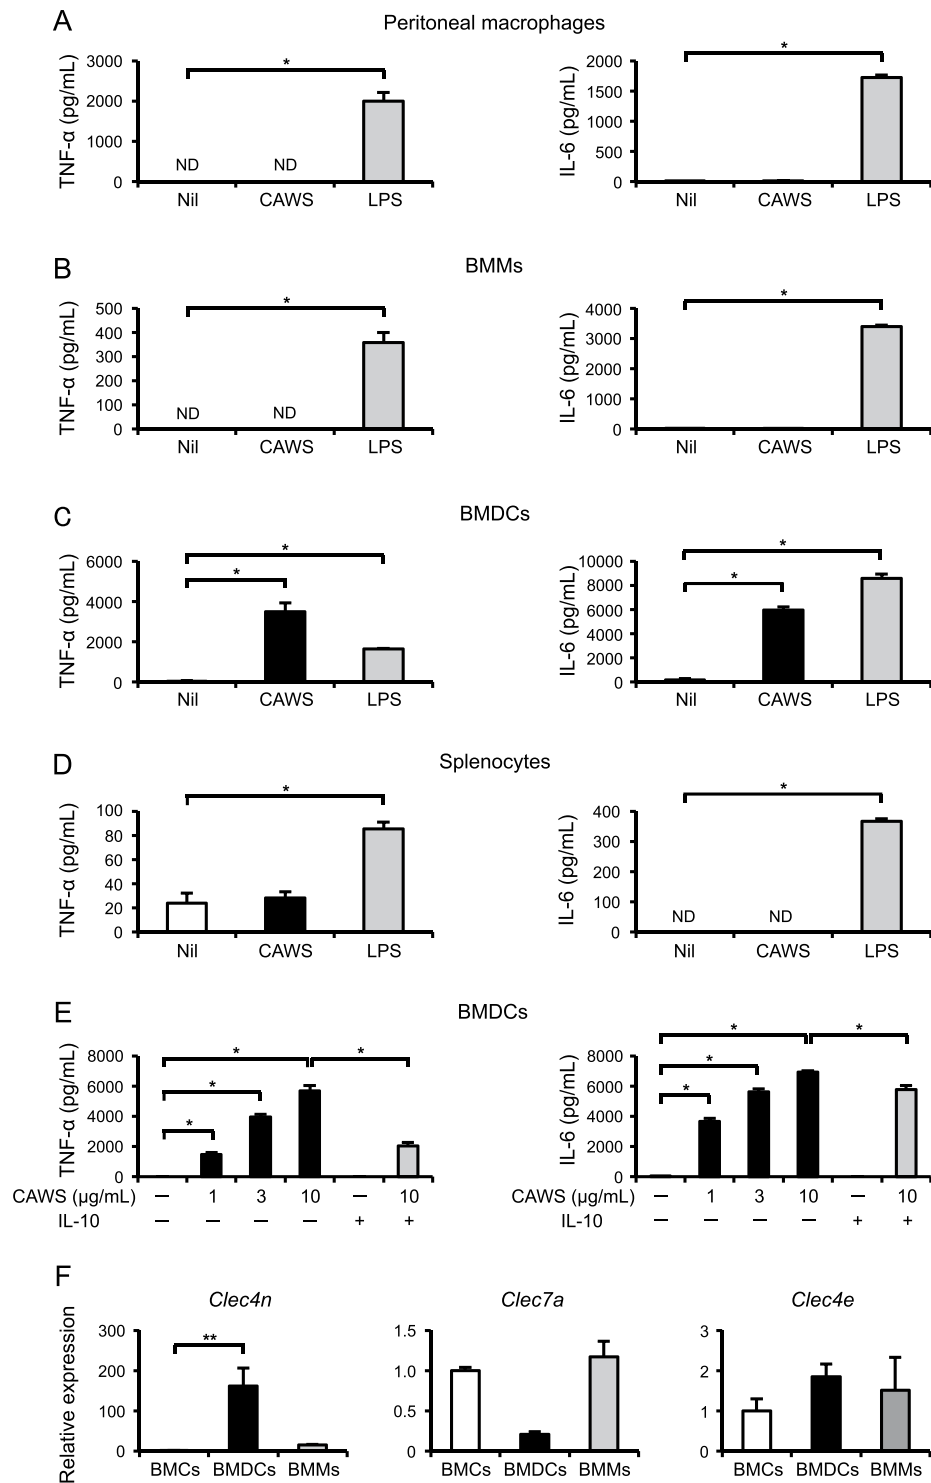 A
Peritoneal macrophages
TNF-α (pg/mL)
3000
2000
1000
0
*
ND
ND
Nil CAWS LPS
IL-6 (pg/mL)
2000
1500
1000
500
0
*
Nil CAWS LPS
B
BMMs
TNF-α (pg/mL)
500
400
300
200
100
0
*
ND
ND
Nil CAWS LPS
IL-6 (pg/mL)
4000
3000
2000
1000
0
*
Nil CAWS LPS
C
BMDCs
TNF-α (pg/mL)
6000
4000
2000
0
*
*
Nil CAWS LPS
IL-6 (pg/mL)
10000
8000
6000
4000
2000
0
*
*
Nil CAWS LPS
D
Splenocytes
TNF-α (pg/mL)
100
80
60
40
20
0
*
Nil CAWS LPS
IL-6 (pg/mL)
400
300
200
100
0
*
ND
ND
Nil CAWS LPS
E
BMDCs
TNF-α (pg/mL)
8000
6000
4000
2000
0
*
*
*
*
CAWS (μg/mL) — 1 3 10 — 10
IL-10 — — — — + +
IL-6 (pg/mL)
8000
6000
4000
2000
0
*
*
*
*
CAWS (μg/mL) — 1 3 10 — 10
IL-10 — — — — + +
F
Relative expression
Clec4n
300
200
100
0
**
BMCs BMDCs BMMs
Clec7a
1.5
1.0
0.5
0
BMCs BMDCs BMMs
Clec4e
3
2
1
0
BMCs BMDCs BMMs